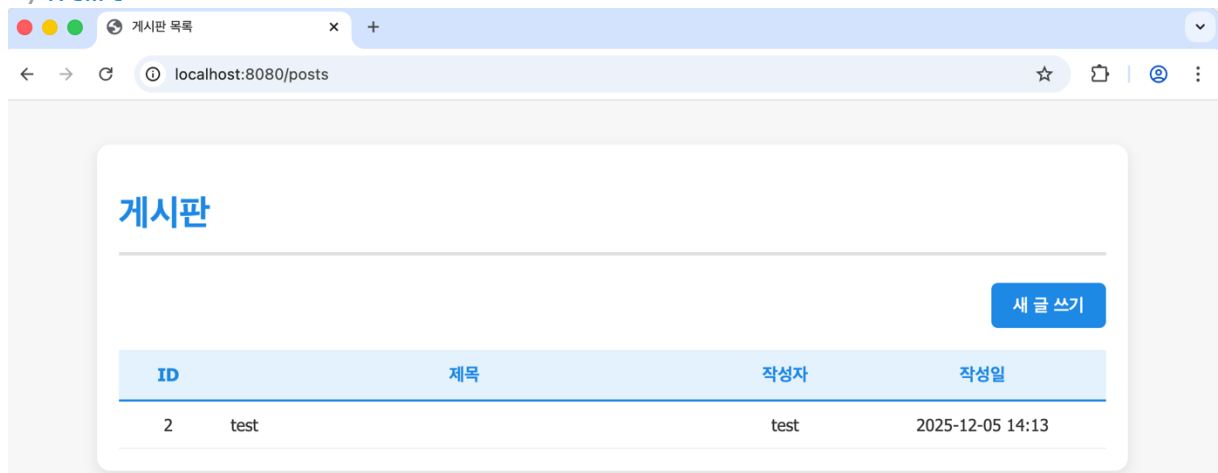 게시판 목록
localhost:8080/posts
게시판
새 글 쓰기
ID 제목 작성자 작성일
2 test test 2025-12-05 14:13